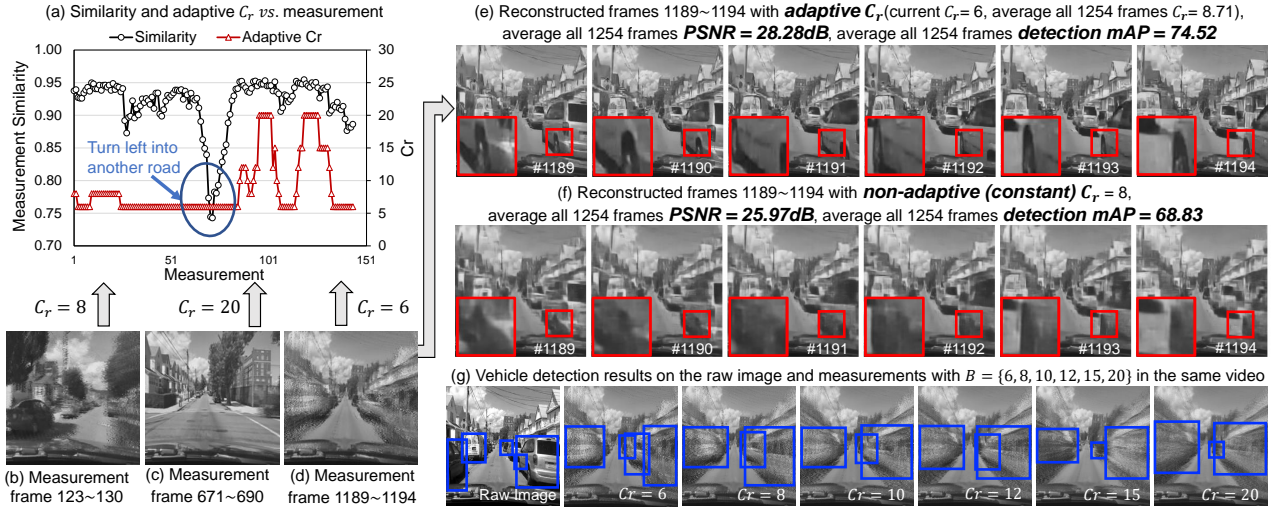 (a) Similarity and adaptive C_r vs. measurement
Similarity
Adaptive Cr
1.00
0.95
0.90
0.85
0.80
0.75
0.70
Measurement Similarity
30
25
20
15
10
5
0
Cr
Turn left into
another road
1
51
101
151
Measurement
C_r = 8
C_r = 20
C_r = 6
(b) Measurement
frame 123~130
(c) Measurement
frame 671~690
(d) Measurement
frame 1189~1194
(e) Reconstructed frames 1189~1194 with adaptive C_r(current C_r= 6, average all 1254 frames C_r= 8.71),
average all 1254 frames PSNR = 28.28dB, average all 1254 frames detection mAP = 74.52
#1189
#1190
#1191
#1192
#1193
#1194
(f) Reconstructed frames 1189~1194 with non-adaptive (constant) C_r = 8,
average all 1254 frames PSNR = 25.97dB, average all 1254 frames detection mAP = 68.83
#1189
#1190
#1191
#1192
#1193
#1194
(g) Vehicle detection results on the raw image and measurements with B = {6, 8, 10, 12, 15, 20} in the same video
Raw Image
Cr = 6
Cr = 8
Cr = 10
Cr = 12
Cr = 15
Cr = 20